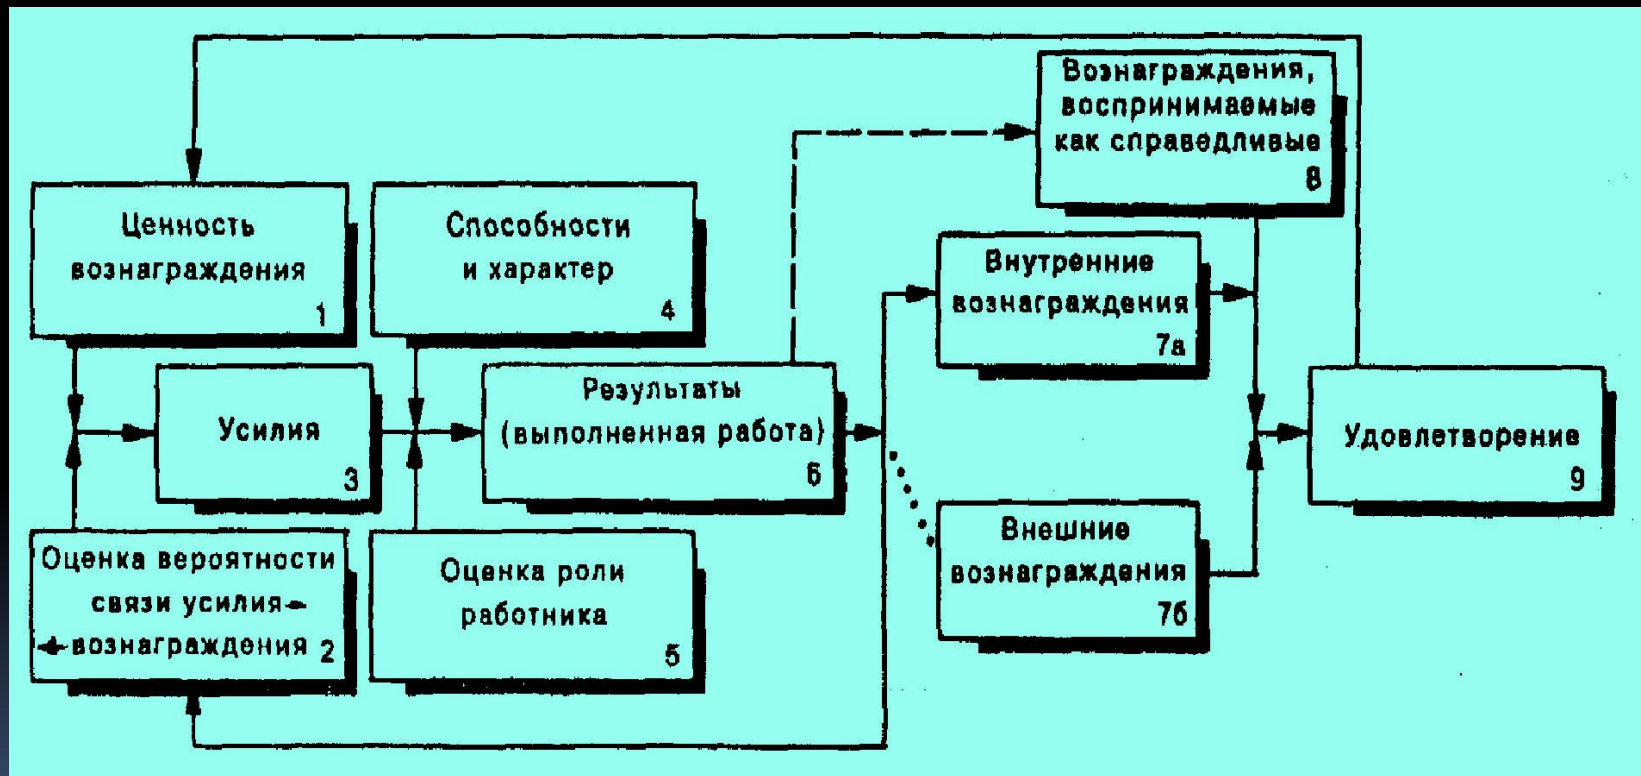 Ценность
вознаграждения
1
Способности
и характер
4
Вознаграждения,
воспринимаемые
как справедливые
8
Внутренние
вознаграждения
7а
Усилия
3
Результаты
(выполненная работа)
6
Удовлетворение
9
Оценка вероятности
связи усилия-
вознаграждения 2
Оценка роли
работника
5
Внешние
вознаграждения
7б